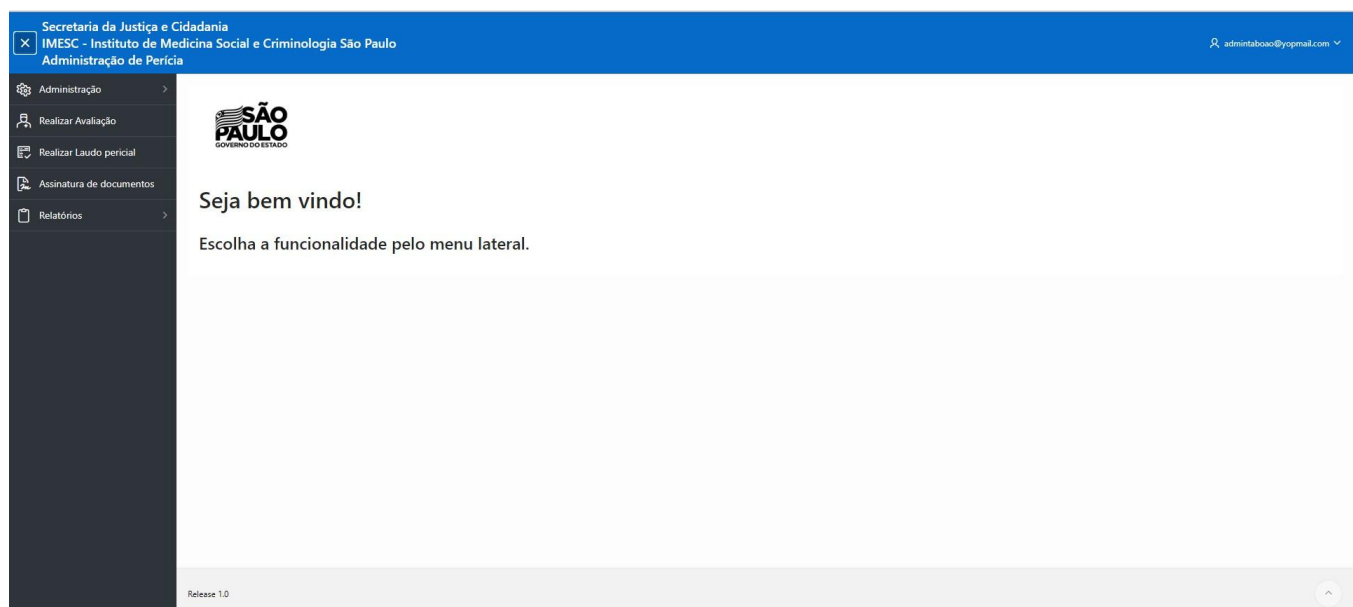 Secretaria da Justiça e Cidadania
IMESC - Instituto de Medicina Social e Criminologia São Paulo
Administração de Perícia
admintaboao@yopmail.com
Administração
Realizar Avaliação
Realizar Laudo pericial
Assinatura de documentos
Relatórios
SÃO
PAULO
GOVERNO DO ESTADO
Seja bem vindo!
Escolha a funcionalidade pelo menu lateral.
Release 1.0